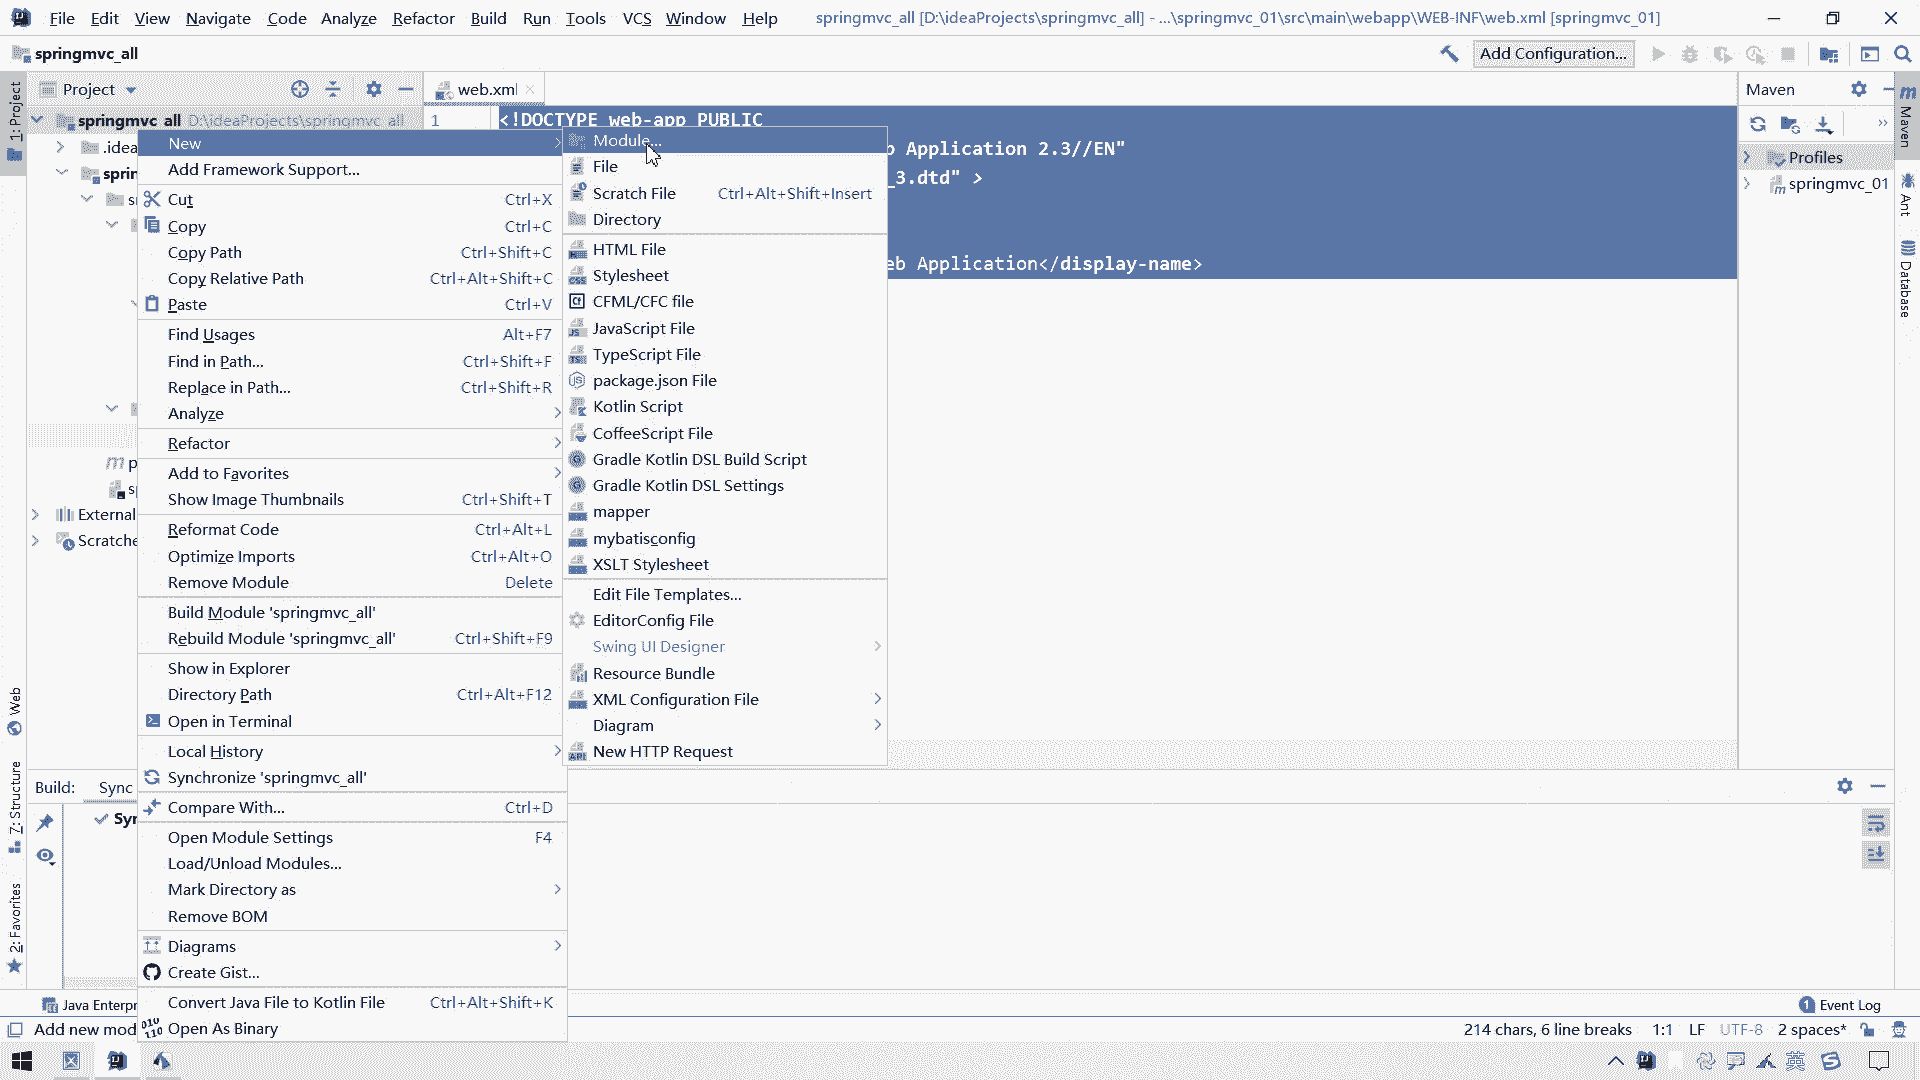 File Edit View Navigate Code Analyze Refactor Build Run Tools VCS Window Help springmvc_all [D:\ideaProjects\springmvc_all] - ...\springmvc_01\src\main\webapp\WEB-INF\web.xml [springmvc_01]
springmvc_all
Add Configuration...
1: Project
Project
web.xml
Maven
springmvc_all D:\ideaProjects\springmvc_all
1
<!DOCTYPE web-app PUBLIC
Application 2.3//EN"
_3.dtd" >
eb Application</display-name>
.idea
sprin
External
Scratche
New
Add Framework Support...
Cut Ctrl+X
Copy Ctrl+C
Copy Path Ctrl+Shift+C
Copy Relative Path Ctrl+Alt+Shift+C
Paste Ctrl+V
Find Usages Alt+F7
Find in Path... Ctrl+Shift+F
Replace in Path... Ctrl+Shift+R
Analyze
Refactor
Add to Favorites
Show Image Thumbnails Ctrl+Shift+T
Reformat Code Ctrl+Alt+L
Optimize Imports Ctrl+Alt+O
Remove Module Delete
Build Module 'springmvc_all'
Rebuild Module 'springmvc_all' Ctrl+Shift+F9
Show in Explorer
Directory Path Ctrl+Alt+F12
Open in Terminal
Local History
Synchronize 'springmvc_all'
Compare With... Ctrl+D
Open Module Settings F4
Load/Unload Modules...
Mark Directory as
Remove BOM
Diagrams
Create Gist...
Convert Java File to Kotlin File Ctrl+Alt+Shift+K
Open As Binary
Module...
File
Scratch File Ctrl+Alt+Shift+Insert
Directory
HTML File
Stylesheet
CFML/CFC file
JavaScript File
TypeScript File
package.json File
Kotlin Script
CoffeeScript File
Gradle Kotlin DSL Build Script
Gradle Kotlin DSL Settings
mapper
mybatisconfig
XSLT Stylesheet
Edit File Templates...
EditorConfig File
Swing UI Designer
Resource Bundle
XML Configuration File
Diagram
New HTTP Request
Profiles
springmvc_01
Maven
Ant
Database
Web
7: Structure
2: Favorites
Build: Sync
Syn
Java Enterpr
1 Event Log
Add new mod
214 chars, 6 line breaks 1:1 LF UTF-8 2 spaces*
英